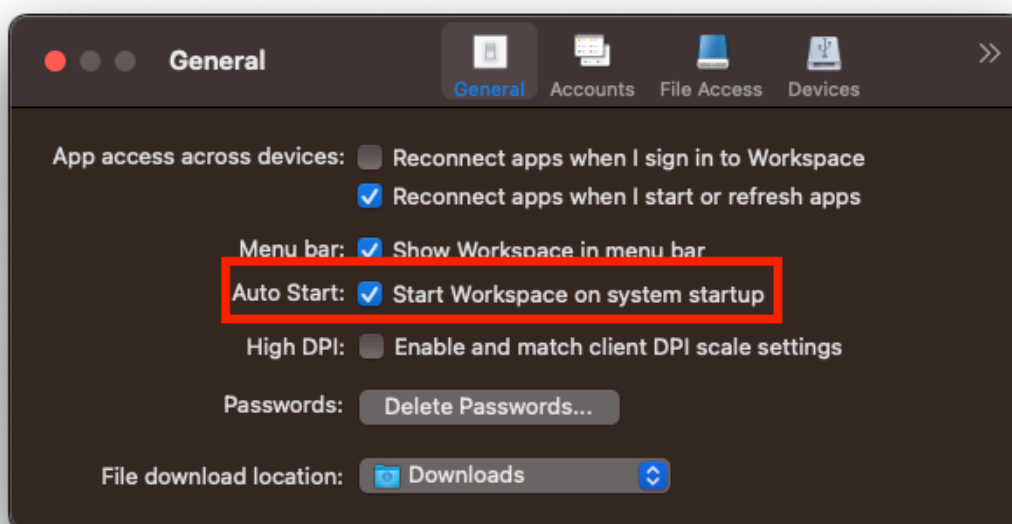 General
General Accounts File Access Devices
App access across devices: Reconnect apps when I sign in to Workspace
Reconnect apps when I start or refresh apps
Menu bar: Show Workspace in menu bar
Auto Start: Start Workspace on system startup
High DPI: Enable and match client DPI scale settings
Passwords: Delete Passwords...
File download location: Downloads